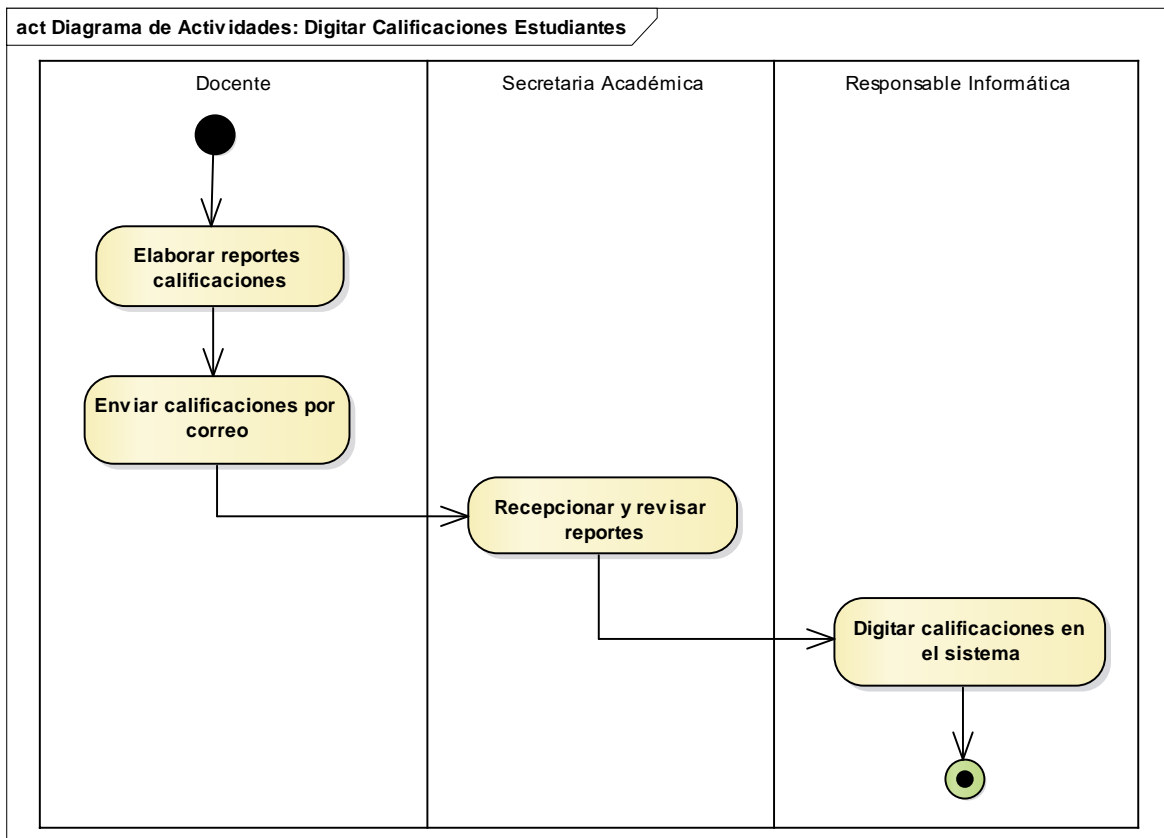 act Diagrama de Actividades: Digitar Calificaciones Estudiantes
Docente
Secretaria Académica
Responsable Informática
Elaborar reportes
calificaciones
Enviar calificaciones por
correo
Recepcionar y revisar
reportes
Digitar calificaciones en
el sistema